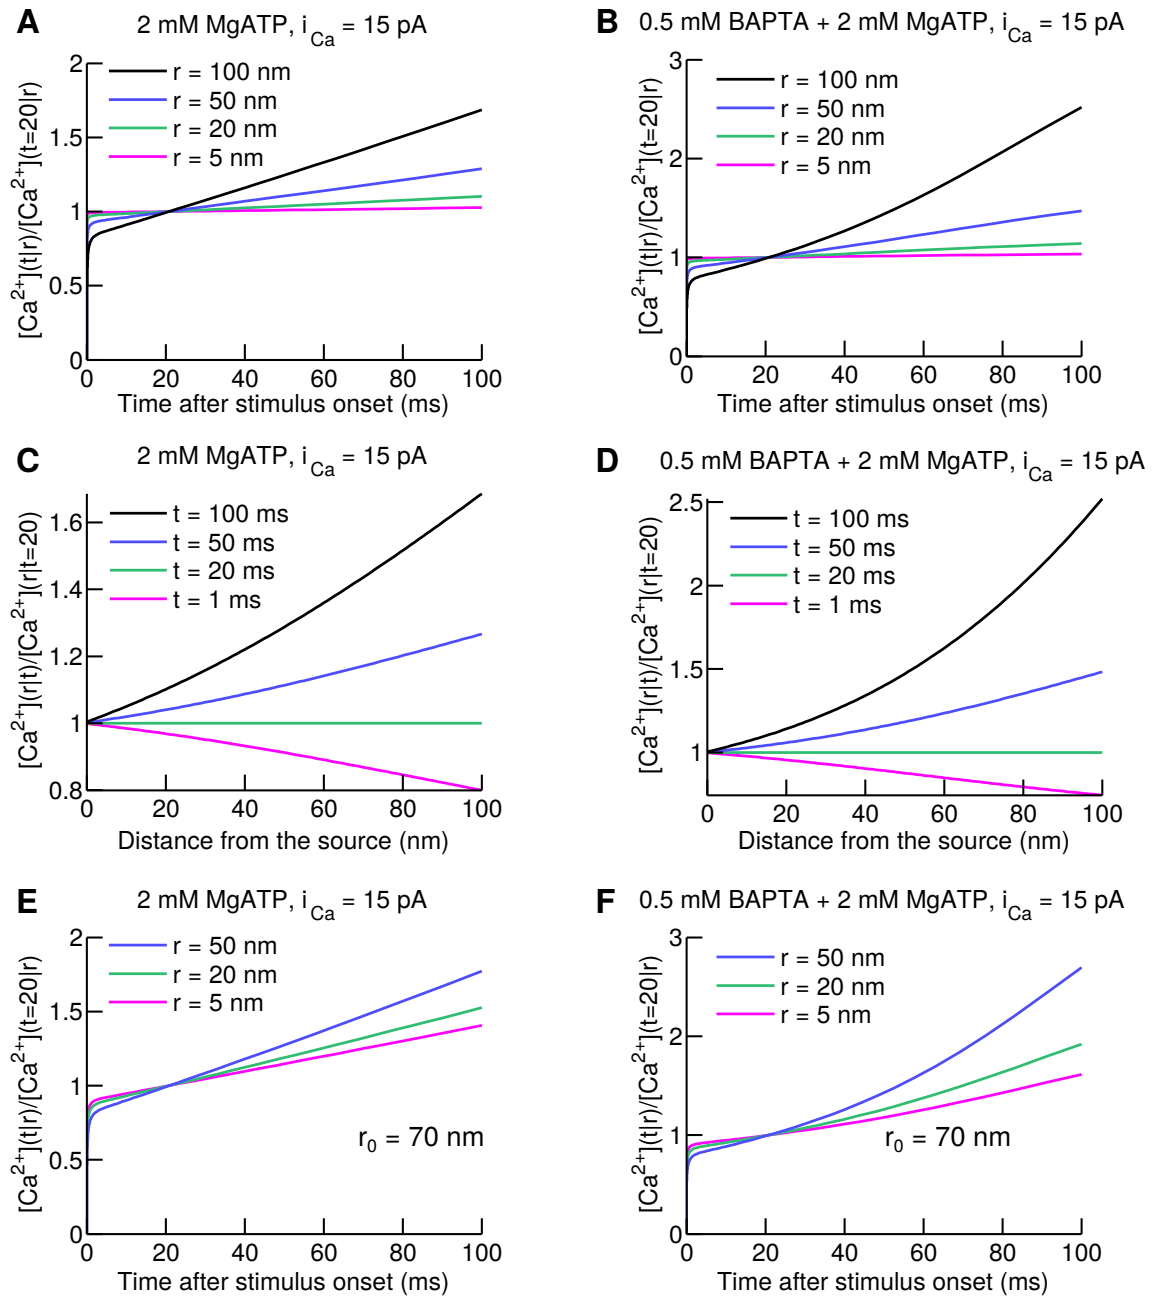 A
2 mM MgATP, i_Ca = 15 pA
[Ca²⁺](t|r)/[Ca²⁺](t=20|r)
2
1.5
1
0.5
0
r = 100 nm
r = 50 nm
r = 20 nm
r = 5 nm
0 20 40 60 80 100
Time after stimulus onset (ms)
B
0.5 mM BAPTA + 2 mM MgATP, i_Ca = 15 pA
[Ca²⁺](t|r)/[Ca²⁺](t=20|r)
3
2
1
0
r = 100 nm
r = 50 nm
r = 20 nm
r = 5 nm
0 20 40 60 80 100
Time after stimulus onset (ms)
C
2 mM MgATP, i_Ca = 15 pA
[Ca²⁺](r|t)/[Ca²⁺](r|t=20)
1.6
1.4
1.2
1
0.8
t = 100 ms
t = 50 ms
t = 20 ms
t = 1 ms
0 20 40 60 80 100
Distance from the source (nm)
D
0.5 mM BAPTA + 2 mM MgATP, i_Ca = 15 pA
[Ca²⁺](r|t)/[Ca²⁺](r|t=20)
2.5
2
1.5
1
t = 100 ms
t = 50 ms
t = 20 ms
t = 1 ms
0 20 40 60 80 100
Distance from the source (nm)
E
2 mM MgATP, i_Ca = 15 pA
[Ca²⁺](t|r)/[Ca²⁺](t=20|r)
2
1.5
1
0.5
0
r = 50 nm
r = 20 nm
r = 5 nm
r₀ = 70 nm
0 20 40 60 80 100
Time after stimulus onset (ms)
F
0.5 mM BAPTA + 2 mM MgATP, i_Ca = 15 pA
[Ca²⁺](t|r)/[Ca²⁺](t=20|r)
3
2
1
0
r = 50 nm
r = 20 nm
r = 5 nm
r₀ = 70 nm
0 20 40 60 80 100
Time after stimulus onset (ms)